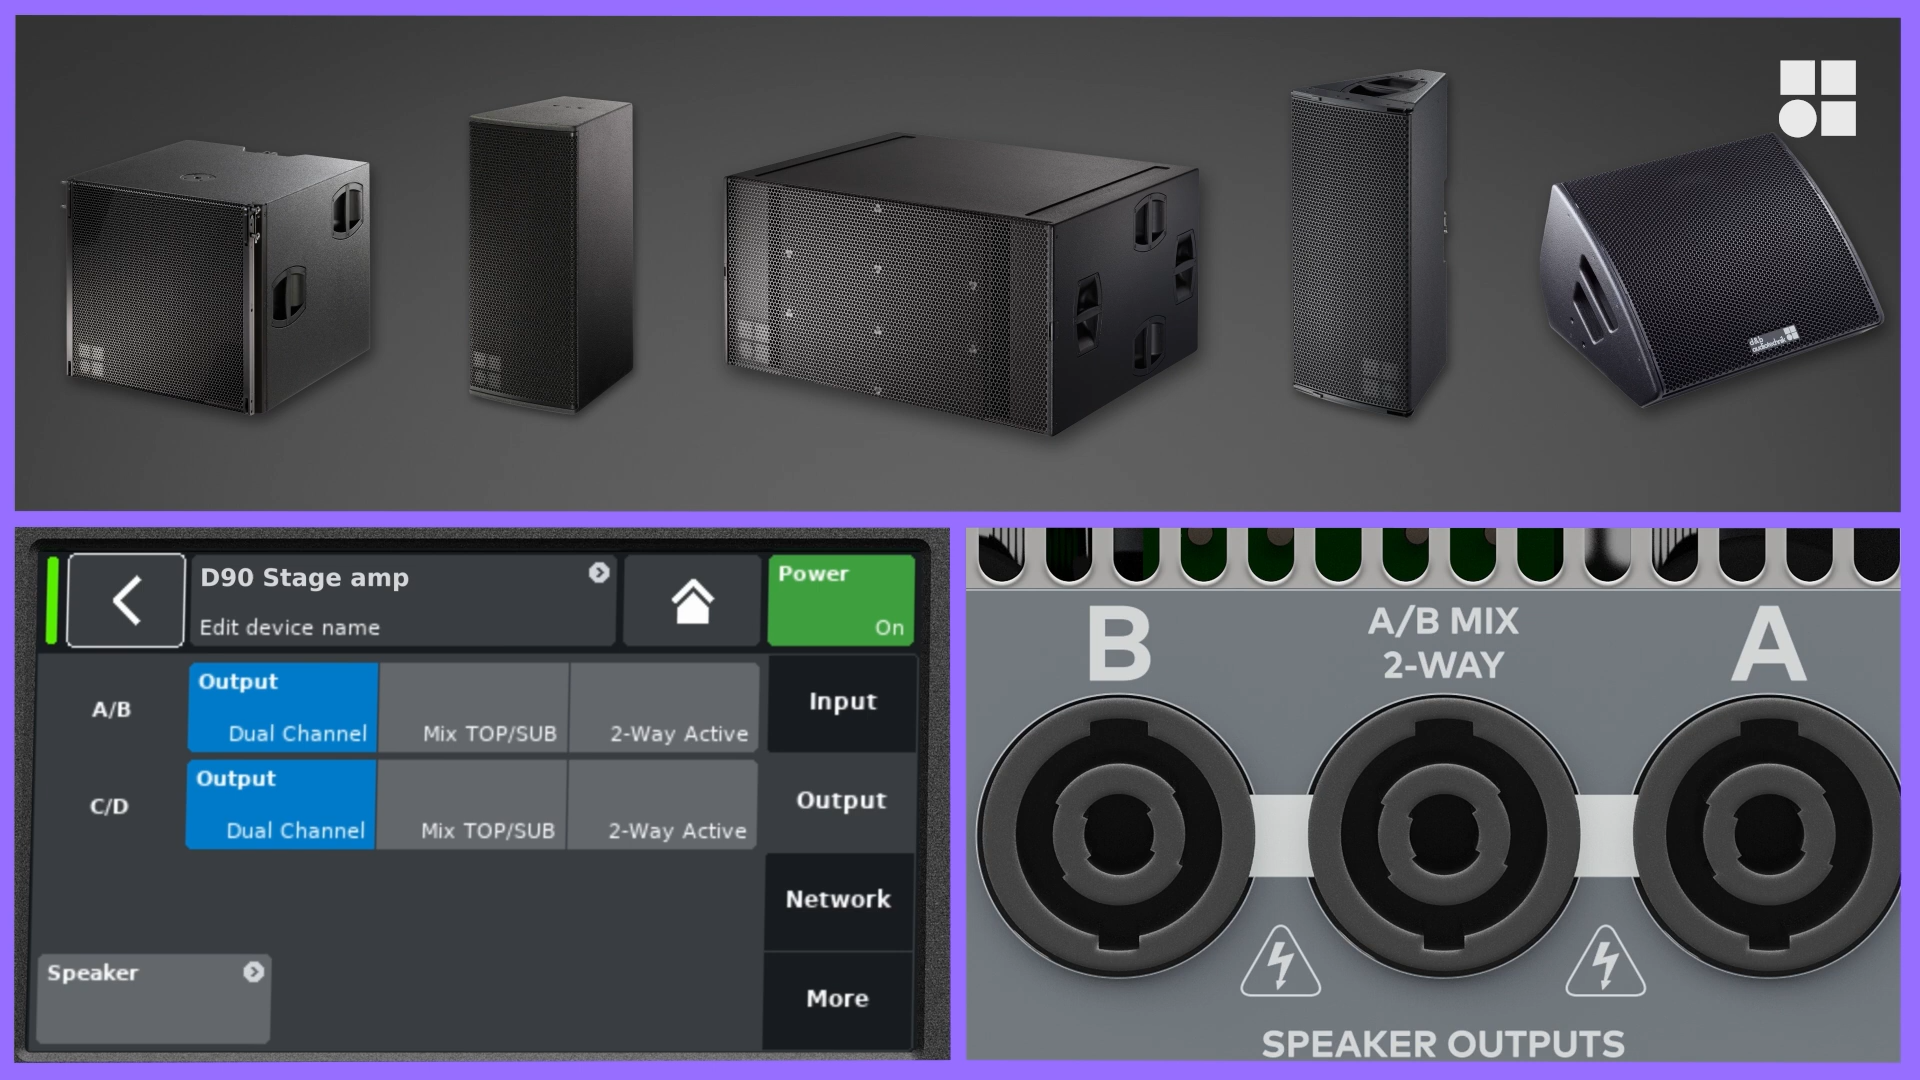 d&b
audiotechnik
D90 Stage amp
Edit device name
Power
On
A/B
Output
Dual Channel
Mix TOP/SUB
2-Way Active
Input
C/D
Output
Dual Channel
Mix TOP/SUB
2-Way Active
Output
Network
Speaker
More
B
A/B MIX
2-WAY
A
SPEAKER OUTPUTS